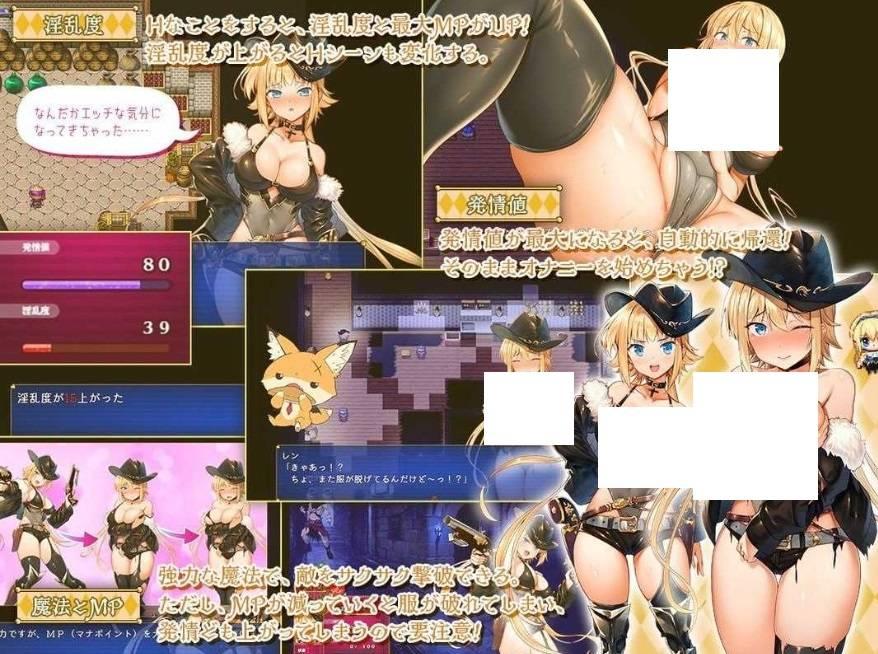 淫乱度
Hなことをすると、淫乱度と最大MPがUP!
淫乱度が上がるとHシーンも変化する。
なんだかエッチな気分に
なってきちゃった……
発情値
発情値が最大になると、自動的に帰還!
そのままオナニーを始めちゃう!?
発情値
80
淫乱度
39
淫乱度が15上がった
レン
「きゃあっ!?
ちょ、また服が脱げてるんだけど〜っ!?」
魔法とMP
強力な魔法で、敵をサクサク撃破できる。
ただし、MPが減っていくと服が破れてしまい、
発情ども上がってしまうので要注意!
力ですが、MP(マナポイント)を